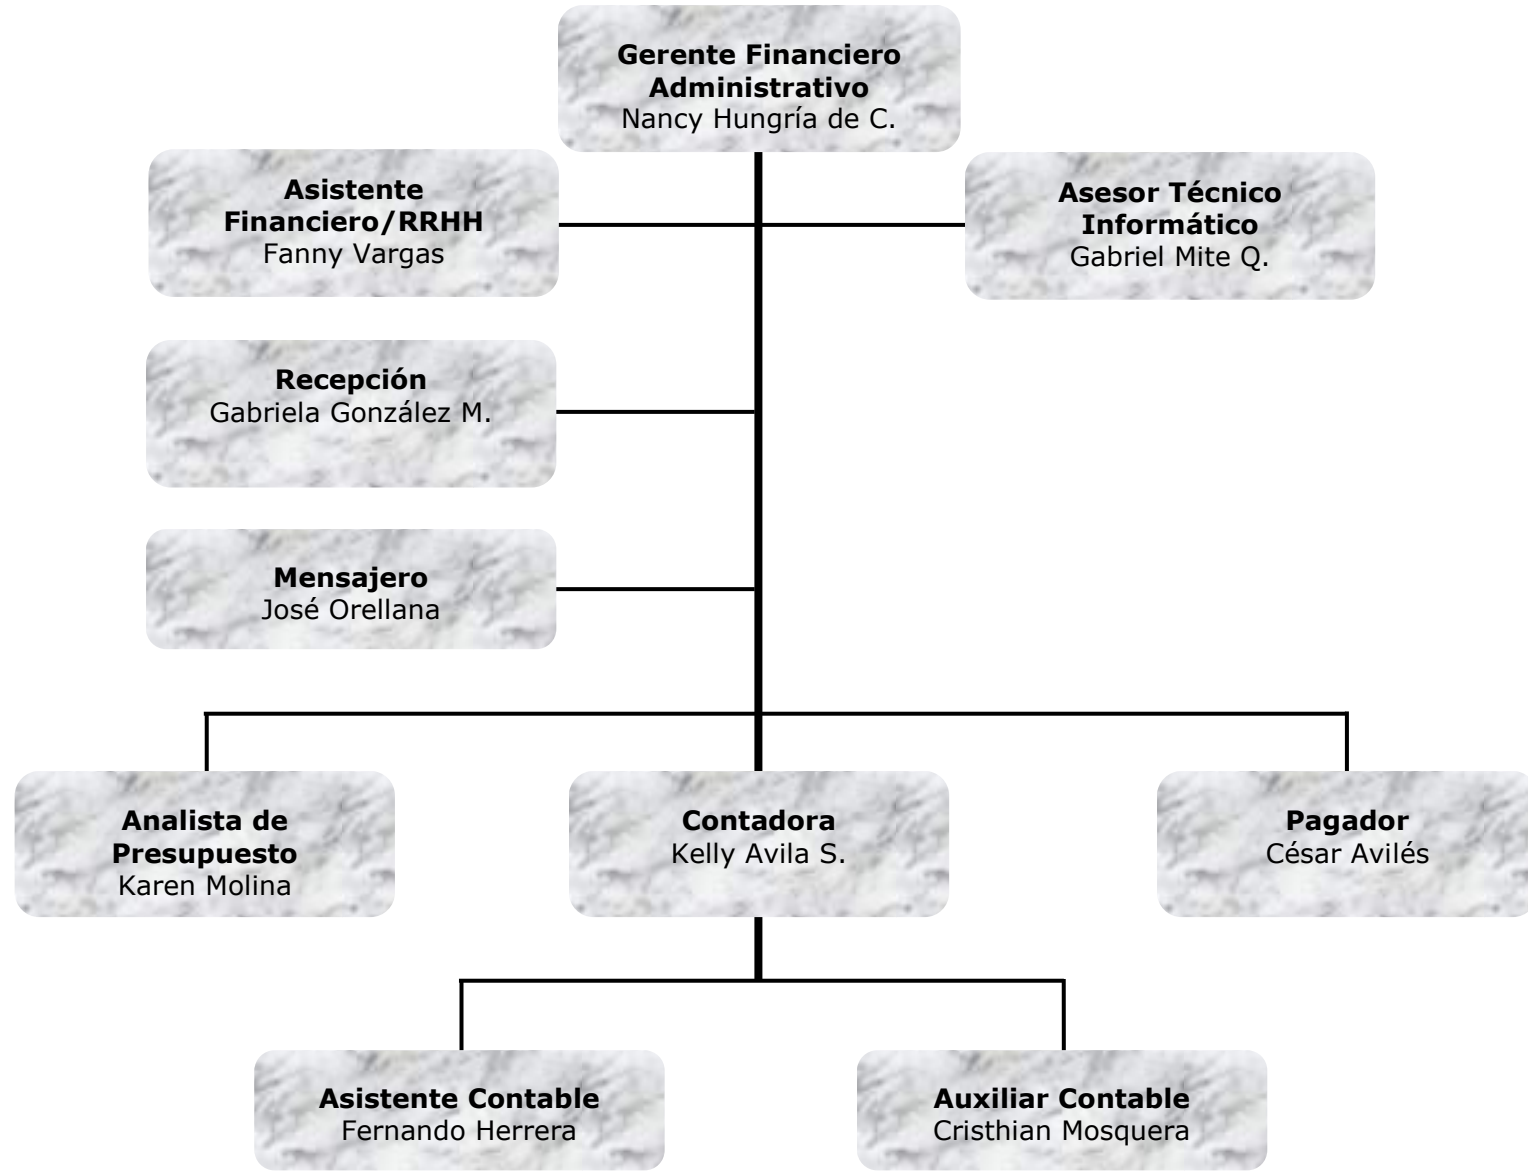 Gerente Financiero
Administrativo
Nancy Hungría de C.
Asistente
Financiero/RRHH
Fanny Vargas
Asesor Técnico
Informático
Gabriel Mite Q.
Recepción
Gabriela González M.
Mensajero
José Orellana
Analista de
Presupuesto
Karen Molina
Contadora
Kelly Avila S.
Pagador
César Avilés
Asistente Contable
Fernando Herrera
Auxiliar Contable
Cristhian Mosquera